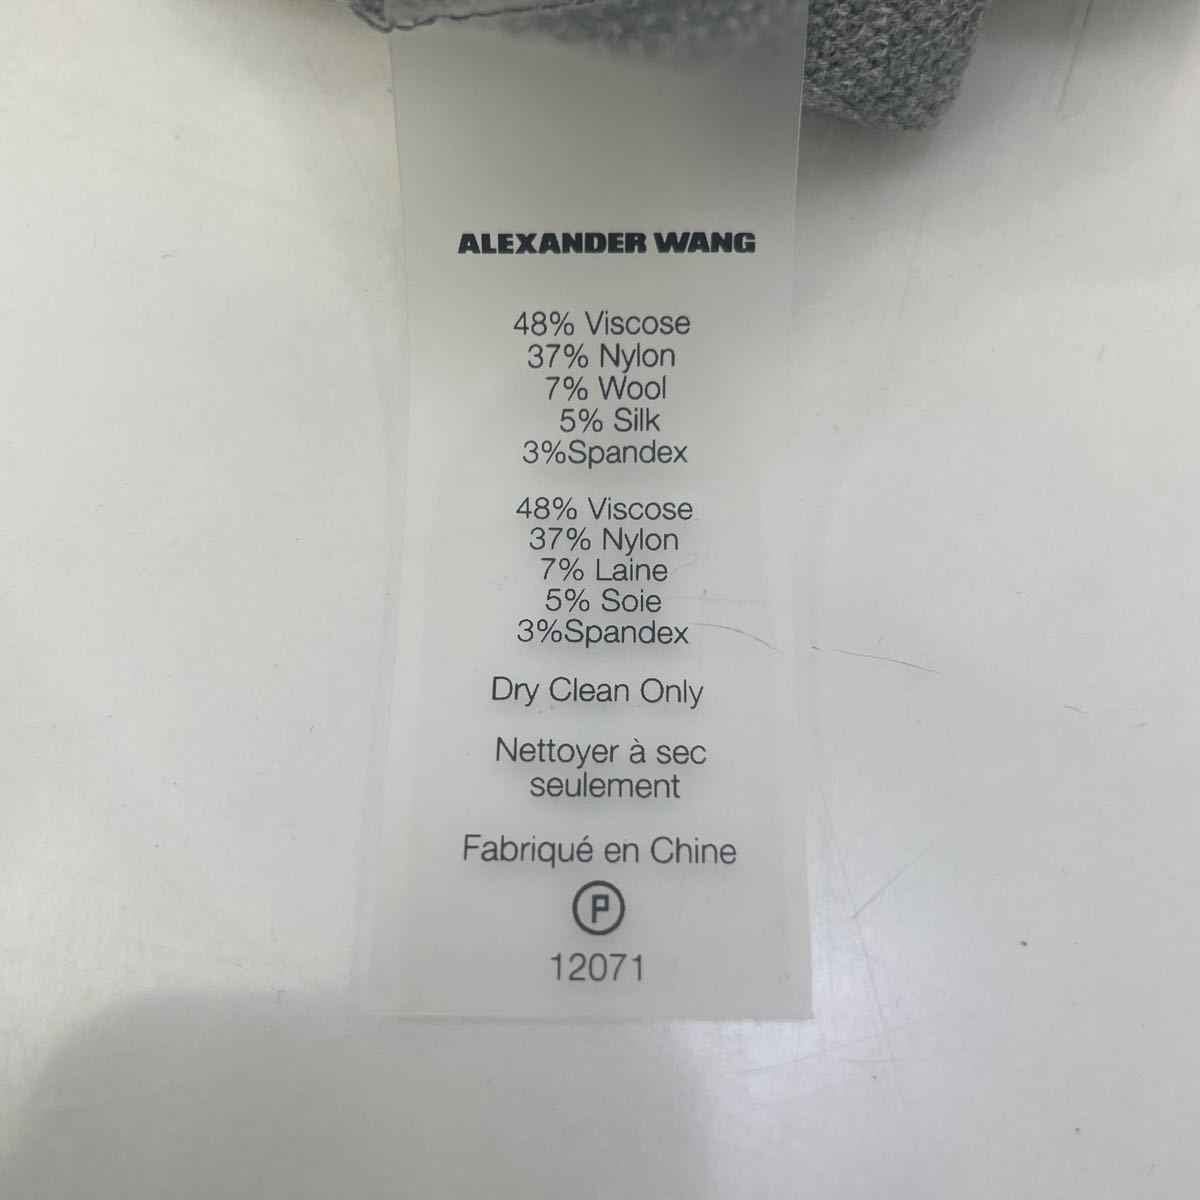 ALEXANDER WANG
48% Viscose
37% Nylon
7% Wool
5% Silk
3%Spandex
48% Viscose
37% Nylon
7% Laine
5% Soie
3%Spandex
Dry Clean Only
Nettoyer à sec
seulement
Fabriqué en Chine
P
12071